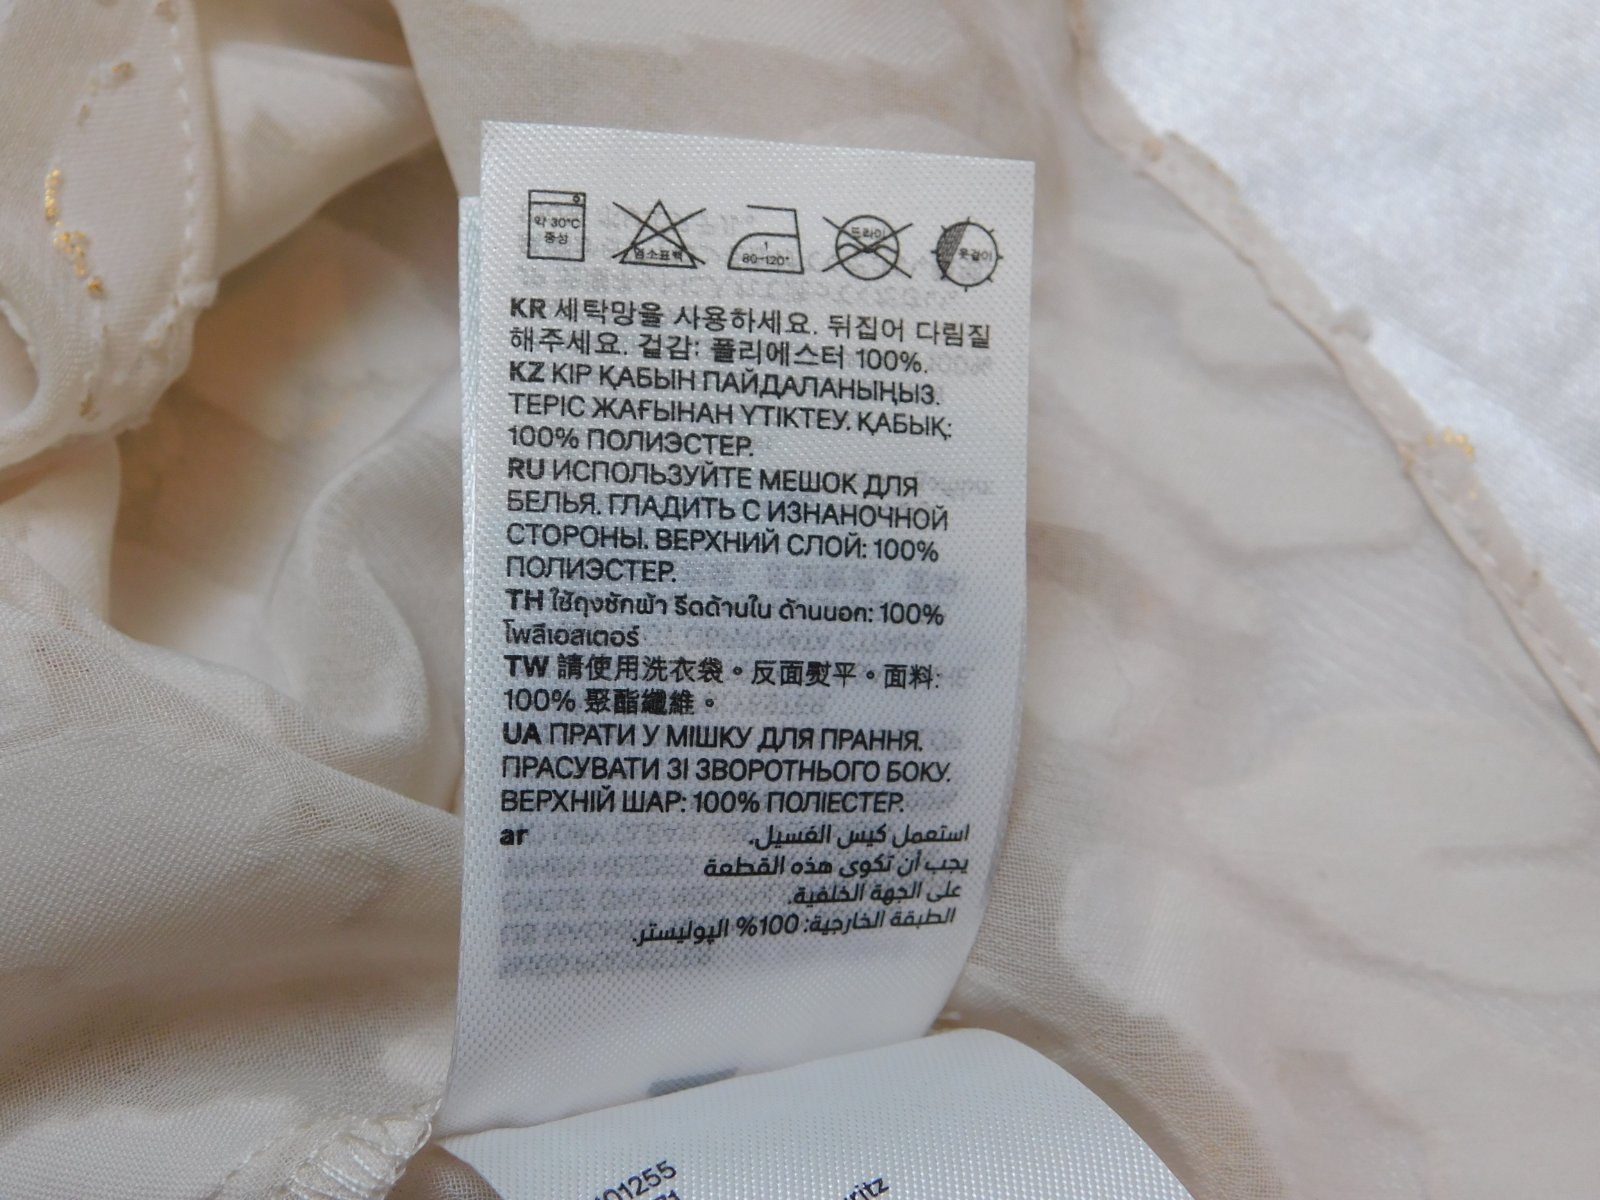 약 30°C
중성
염소표백
1
80~120°
드라이
옷걸이
KR 세탁망을 사용하세요. 뒤집어 다림질
해주세요. 겉감: 폴리에스터 100%.
KZ КІР ҚАБЫН ПАЙДАЛАНЫҢЫЗ.
ТЕРІС ЖАҒЫНАН ҮТІКТЕУ. ҚАБЫҚ:
100% ПОЛИЭСТЕР.
RU ИСПОЛЬЗУЙТЕ МЕШОК ДЛЯ
БЕЛЬЯ. ГЛАДИТЬ С ИЗНАНОЧНОЙ
СТОРОНЫ. ВЕРХНИЙ СЛОЙ: 100%
ПОЛИЭСТЕР.
TH ใช้ถุงซักผ้า รีดด้านใน ด้านนอก: 100%
โพลีเอสเตอร์
TW 請使用洗衣袋。反面熨平。面料:
100% 聚酯纖維。
UA ПРАТИ У МІШКУ ДЛЯ ПРАННЯ.
ПРАСУВАТИ ЗІ ЗВОРОТНЬОГО БОКУ.
ВЕРХНІЙ ШАР: 100% ПОЛІЕСТЕР.
ar استعمل كيس الغسيل.
يجب أن تكوى هذه القطعة
على الجهة الخلفية.
الطبقة الخارجية: 100% البوليستر.
01255